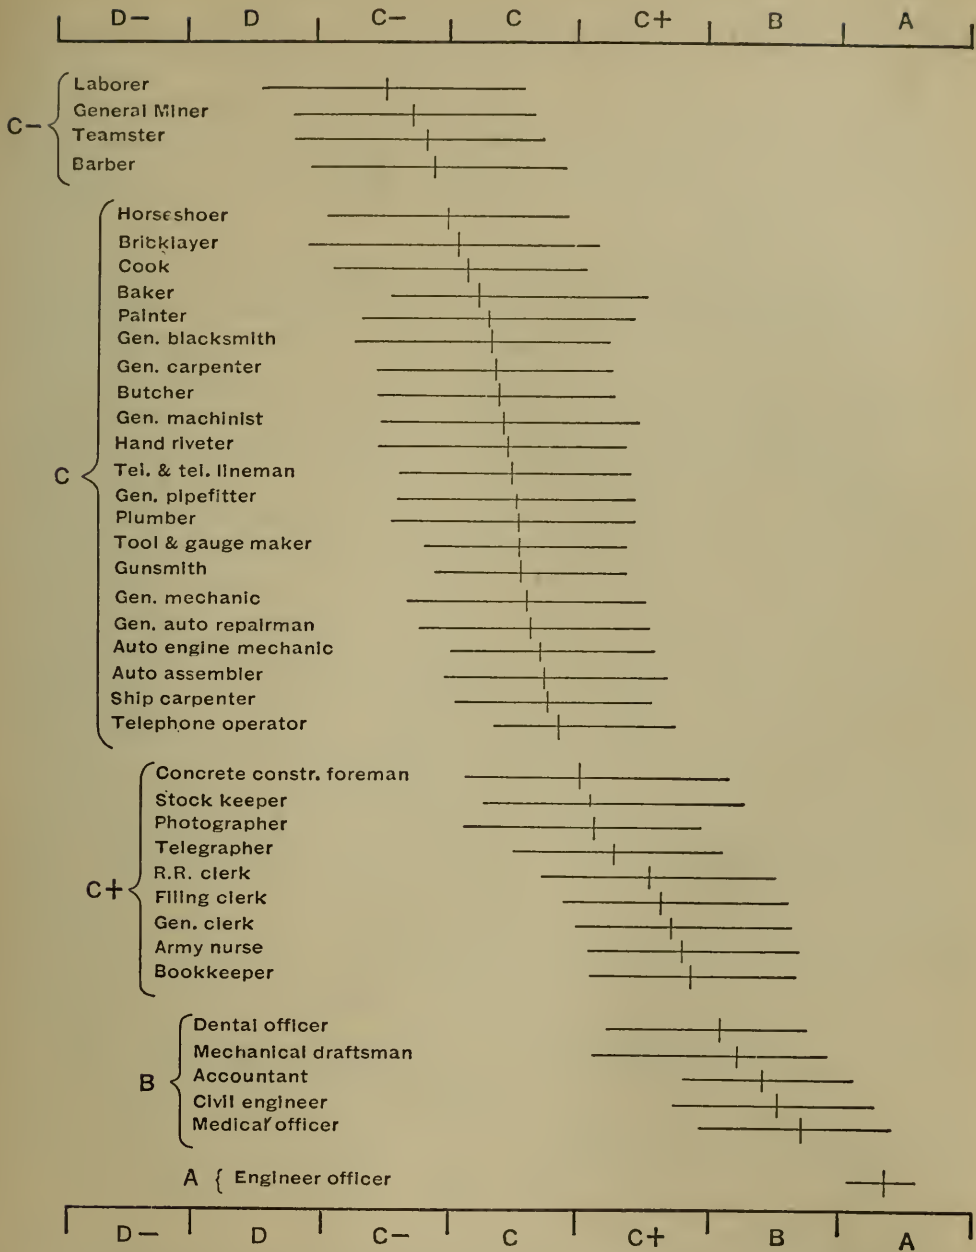 D— D C— C C+ B A
C—
Laborer
General Miner
Teamster
Barber
C
Horseshoer
Bricklayer
Cook
Baker
Painter
Gen. blacksmith
Gen. carpenter
Butcher
Gen. machinist
Hand riveter
Tel. & tel. lineman
Gen. pipefitter
Plumber
Tool & gauge maker
Gunsmith
Gen. mechanic
Gen. auto repairman
Auto engine mechanic
Auto assembler
Ship carpenter
Telephone operator
C+
Concrete constr. foreman
Stock keeper
Photographer
Telegrapher
R.R. clerk
Filing clerk
Gen. clerk
Army nurse
Bookkeeper
B
Dental officer
Mechanical draftsman
Accountant
Civil engineer
Medical officer
A { Engineer officer
D— D C— C C+ B A